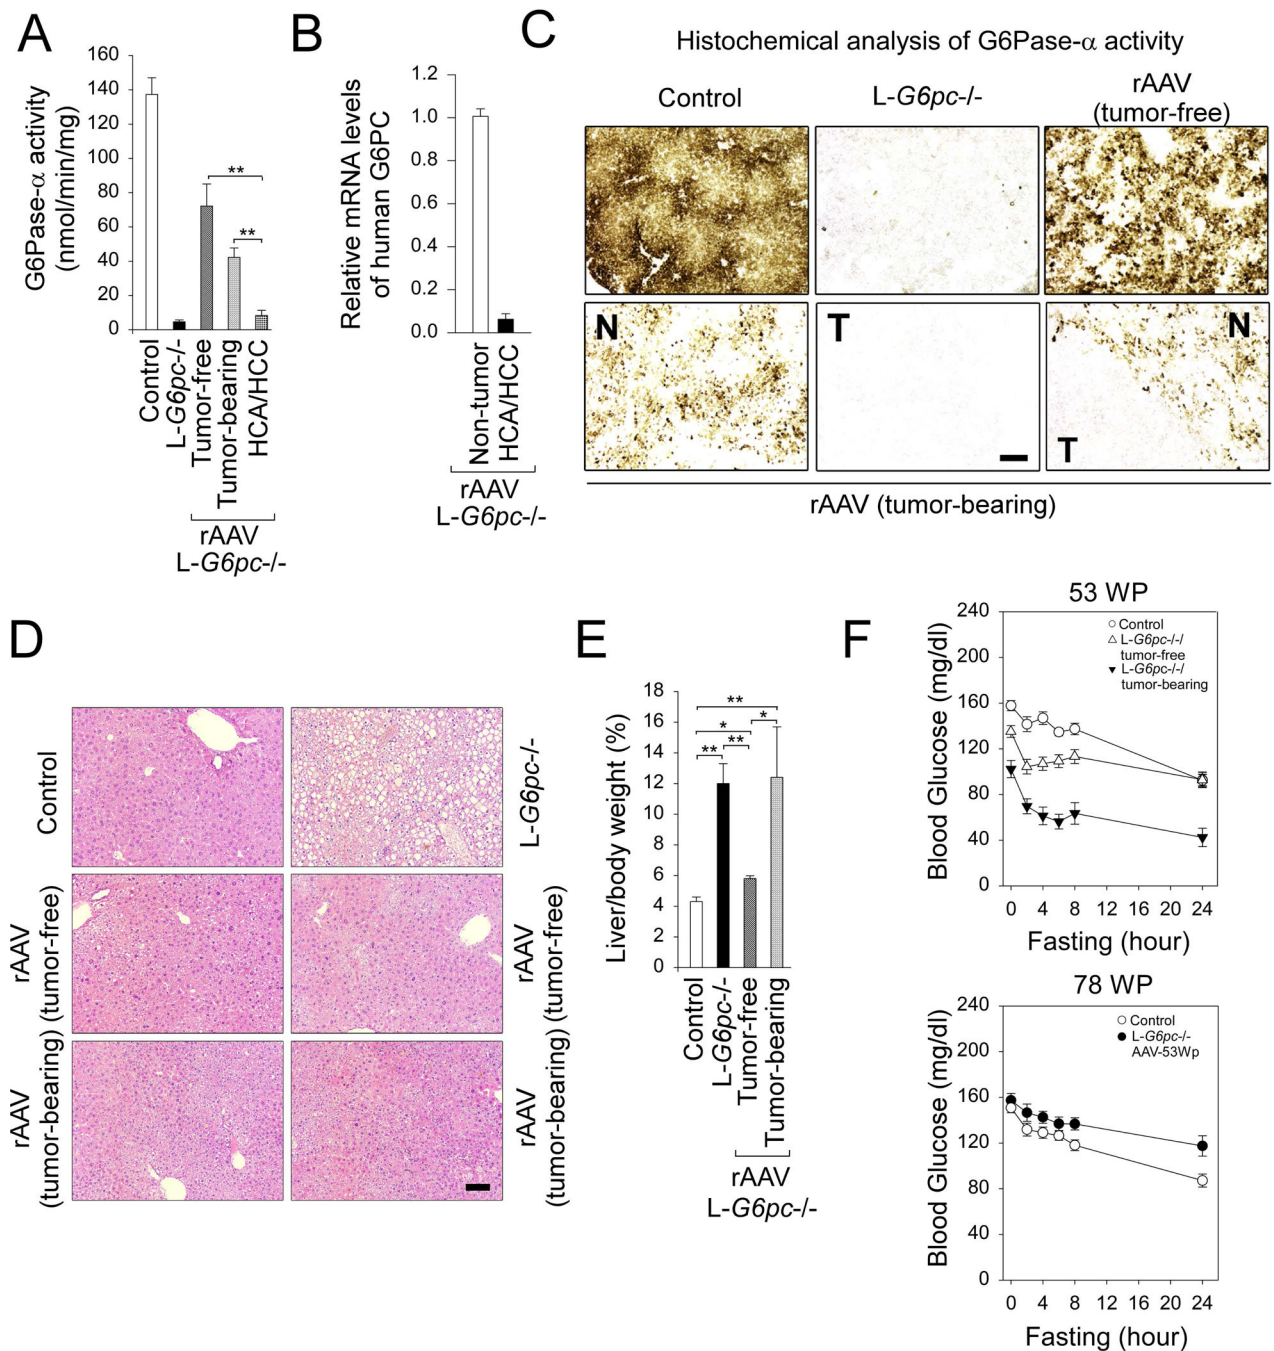 A
G6Pase-α activity
(nmol/min/mg)
160
140
120
100
80
60
40
20
0
**
**
Control
L-G6pc-/-
Tumor-free
Tumor-bearing
HCA/HCC
rAAV
L-G6pc-/-
B
Relative mRNA levels
of human G6PC
1.2
1.0
0.8
0.6
0.4
0.2
0.0
Non-tumor
HCA/HCC
rAAV
L-G6pc-/-
C
Histochemical analysis of G6Pase-α activity
Control
L-G6pc-/-
rAAV
(tumor-free)
N
T
N
T
rAAV (tumor-bearing)
D
Control
L-G6pc-/-
rAAV
(tumor-free)
rAAV
(tumor-free)
rAAV
(tumor-bearing)
rAAV
(tumor-bearing)
E
Liver/body weight (%)
18
16
14
12
10
8
6
4
2
0
**
*
*
**
**
Control
L-G6pc-/-
Tumor-free
Tumor-bearing
rAAV
L-G6pc-/-
F
53 WP
Blood Glucose (mg/dl)
240
200
160
120
80
40
0
Control
L-G6pc-/-/
tumor-free
L-G6pc-/-/
tumor-bearing
0 4 8 12 16 20 24
Fasting (hour)
78 WP
Blood Glucose (mg/dl)
240
200
160
120
80
40
0
Control
L-G6pc-/-
AAV-53Wp
0 4 8 12 16 20 24
Fasting (hour)